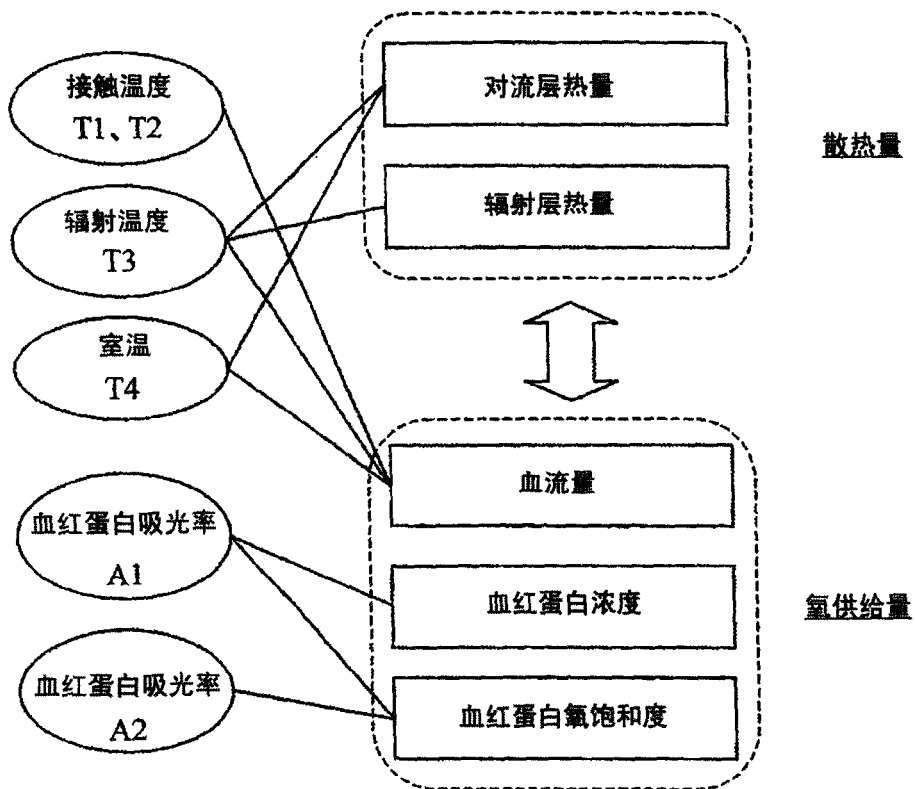 接触温度
T1、T2
辐射温度
T3
室温
T4
血红蛋白吸光率
A1
血红蛋白吸光率
A2
对流层热量
辐射层热量
散热量
血流量
血红蛋白浓度
血红蛋白氧饱和度
氧供给量